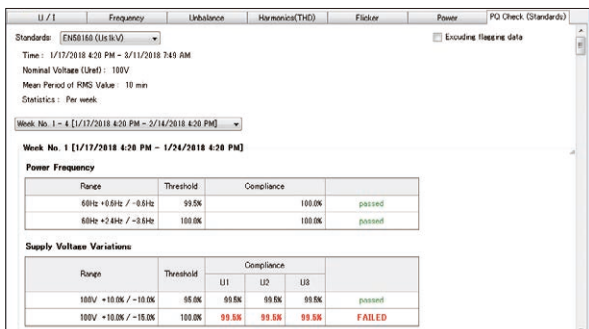 U / I Frequency Unbalance Harmonics(THD) Flicker Power PQ Check (Standards)
Standards: EN50160 (U≤1kV) Excuding flagging data
Time : 1/17/2018 4:20 PM - 3/11/2018 7:49 AM
Nominal Voltage (Uref) : 100V
Mean Period of RMS Value : 10 min
Statistics : Per week
Week No. 1 - 4 [1/17/2018 4:20 PM - 2/14/2018 4:20 PM]
Week No. 1 [1/17/2018 4:20 PM - 1/24/2018 4:20 PM]
Power Frequency
Range Threshold Compliance
60Hz +0.6Hz / -0.6Hz 99.5% 100.0% passed
60Hz +2.4Hz / -3.6Hz 100.0% 100.0% passed
Supply Voltage Variations
Range Threshold Compliance
U1 U2 U3
100V +10.0% / -10.0% 95.0% 99.5% 99.5% 99.5% passed
100V +10.0% / -15.0% 100.0% 99.5% 99.5% 99.5% FAILED